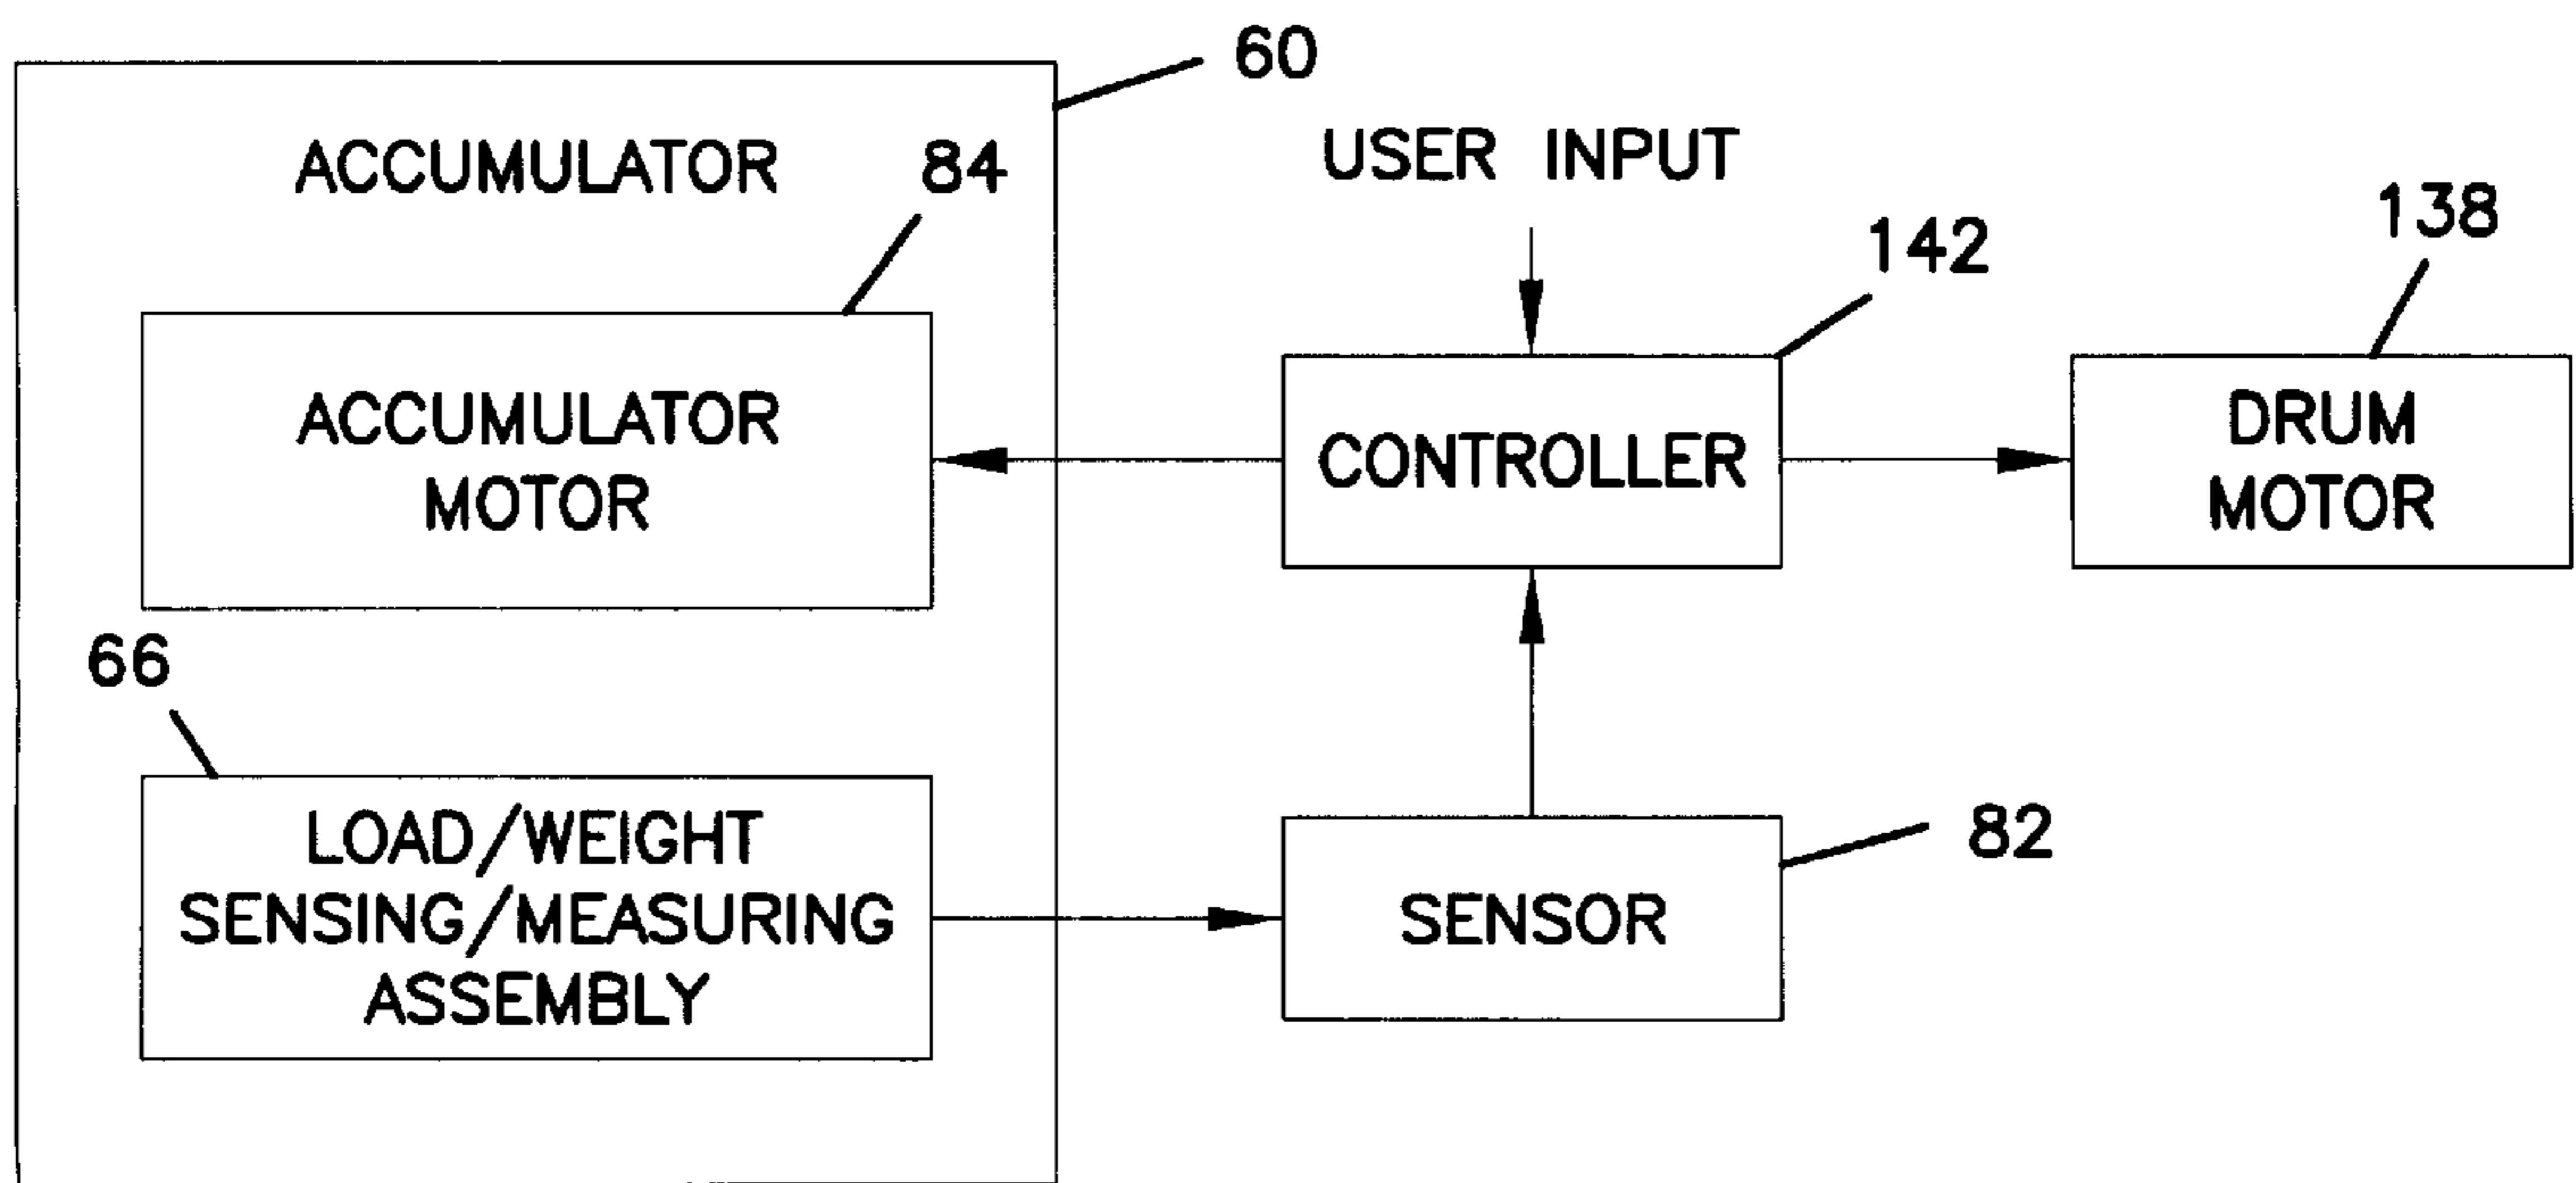 60
ACCUMULATOR
84
USER INPUT
142
138
ACCUMULATOR
MOTOR
CONTROLLER
DRUM
MOTOR
66
LOAD/WEIGHT
SENSING/MEASURING
ASSEMBLY
SENSOR
82